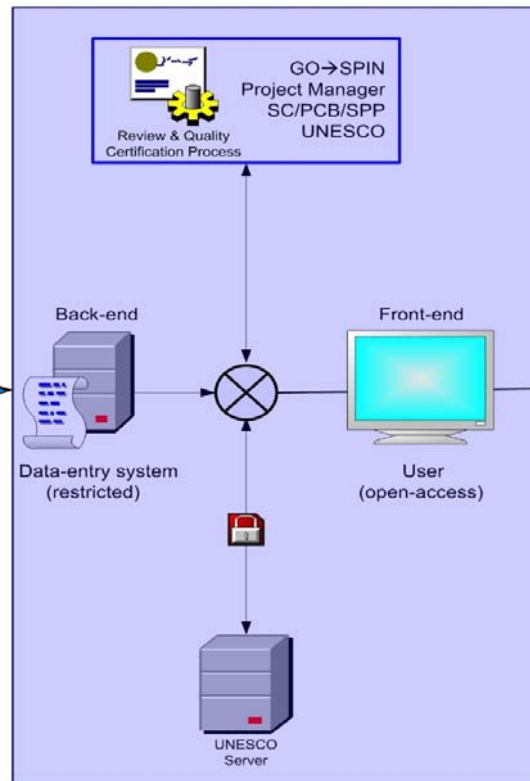 GO→SPIN
Project Manager
SC/PCB/SPP
UNESCO
Review & Quality
Certification Process
Back-end
Front-end
Data-entry system
(restricted)
User
(open-access)
UNESCO
Server